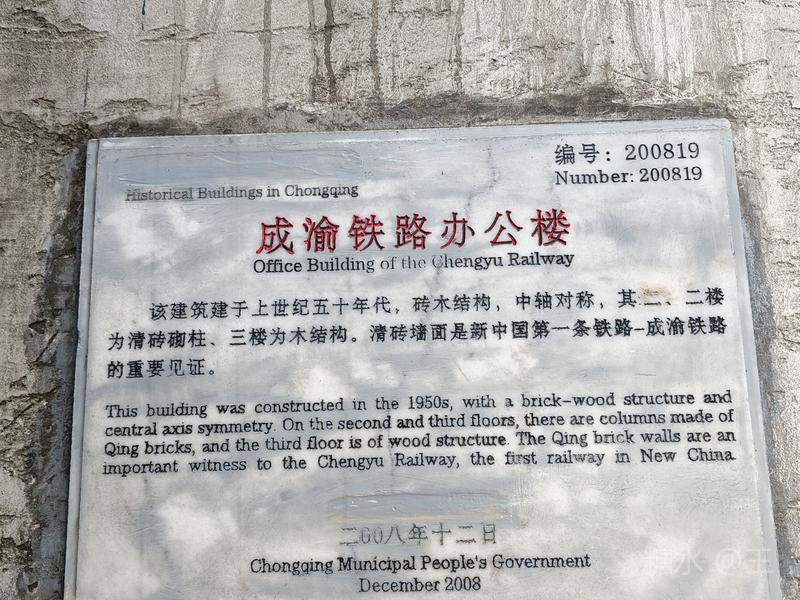 编号：200819
Number: 200819
Historical Buildings in Chongqing
成渝铁路办公楼
Office Building of the Chengyu Railway
该建筑建于上世纪五十年代，砖木结构，中轴对称，其二、二楼
为清砖砌柱、三楼为木结构。清砖墙面是新中国第一条铁路-成渝铁路
的重要见证。
This building was constructed in the 1950s, with a brick-wood structure and
central axis symmetry. On the second and third floors, there are columns made of
Qing bricks, and the third floor is of wood structure. The Qing brick walls are an
important witness to the Chengyu Railway, the first railway in New China.
二00八年十二日
Chongqing Municipal People's Government
December 2008